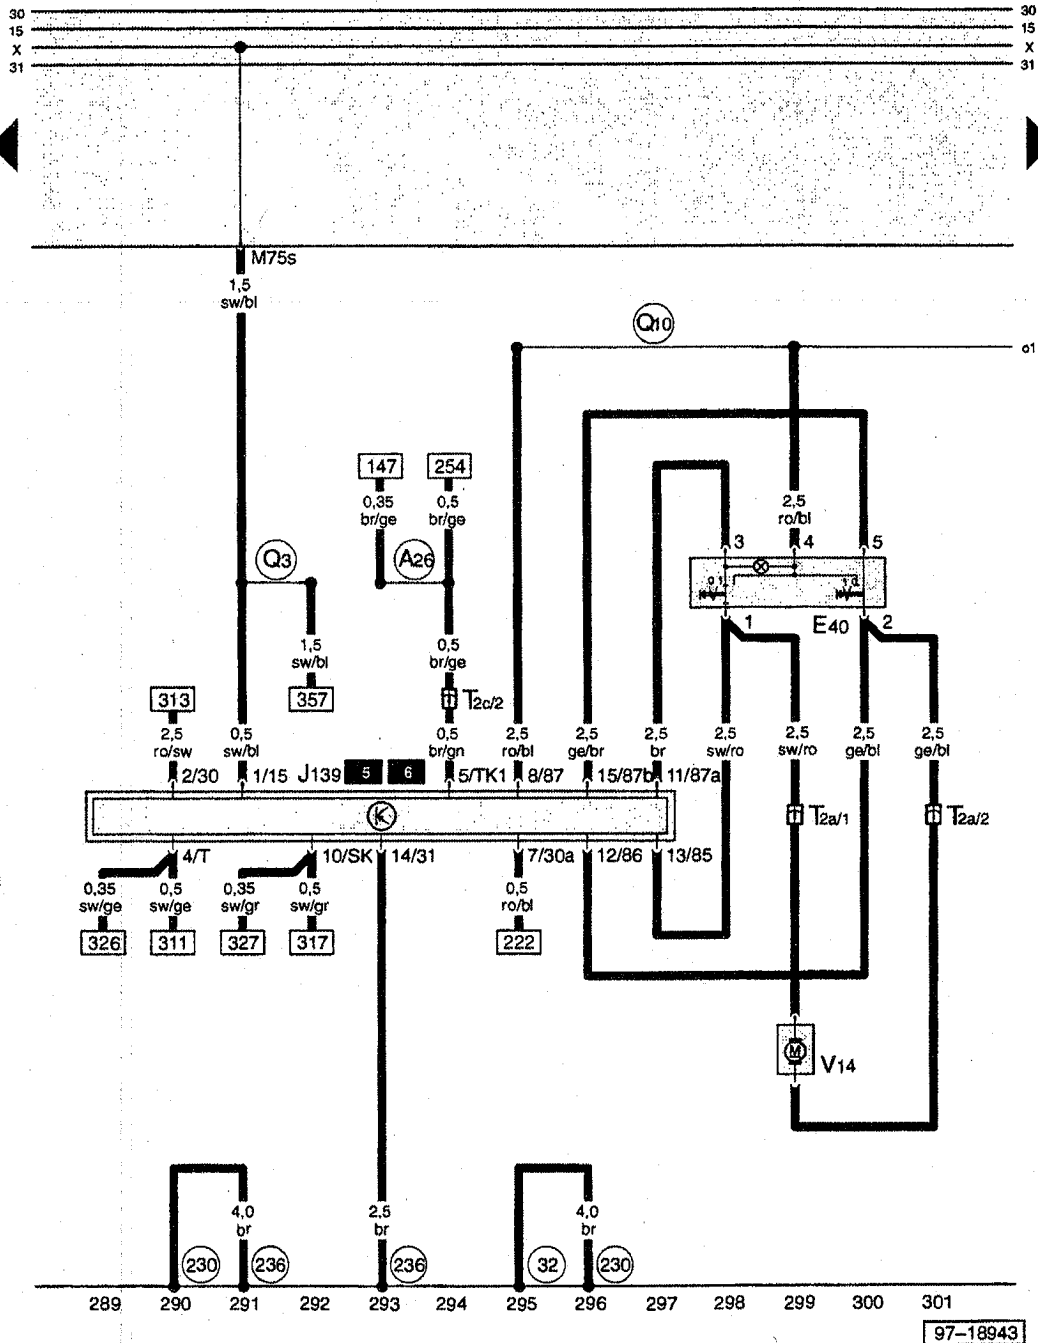 30 30
15 15
X X
31 31
M75s
1,5
sw/bl
Q10
o1
147 254
0,35 0,5
br/ge br/ge
2,5
ro/bl
Q3 A26
3 4 5
1,5
sw/bl
357
0,5
br/ge
E40
1 2
T2c/2
313
2,5 0,5 0,5 2,5 2,5 2,5 2,5 2,5 2,5 2,5
ro/sw sw/bl br/gn ro/bl ge/br br sw/ro sw/ro ge/bl ge/bl
2/30 1/15 J139 5 6 5/TK1 8/87 15/87b 11/87a
T2a/1 T2a/2
K
4/T 10/SK 14/31 7/30a 12/86 13/85
0,35 0,5 0,35 0,5 0,5
sw/ge sw/ge sw/gr sw/gr ro/bl
326 311 327 317 222
M
V14
4,0 2,5 4,0
br br br
230 236 236 32 230
289 290 291 292 293 294 295 296 297 298 299 300 301
97-18943